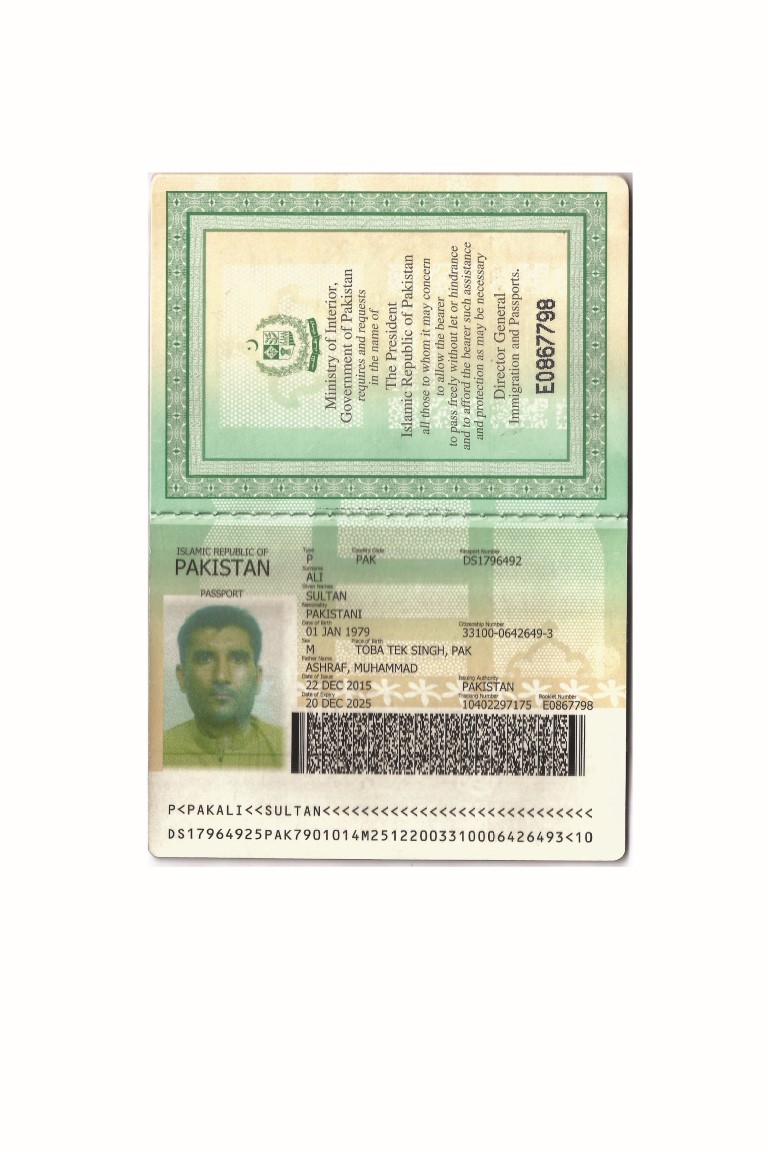 Ministry of Interior,
Government of Pakistan
requires and requests
in the name of
The President
Islamic Republic of Pakistan
all those to whom it may concern
to allow the bearer
to pass freely without let or hindrance
and to afford the bearer such assistance
and protection as may be necessary
Director General
Immigration and Passports.
E0867798
ISLAMIC REPUBLIC OF
PAKISTAN
PASSPORT
Type Country Code Passport Number
P PAK DS1796492
Surname
ALI
Given Names
SULTAN
Nationality
PAKISTANI
Date of Birth Citizenship Number
01 JAN 1979 33100-0642649-3
Sex Place of Birth
M TOBA TEK SINGH, PAK
Father Name
ASHRAF, MUHAMMAD
Date of Issue Issuing Authority
22 DEC 2015 PAKISTAN
Date of Expiry Tracking Number Booklet Number
20 DEC 2025 10402297175 E0867798
P<PAKALI<<SULTAN<<<<<<<<<<<<<<<<<<<<<<<<<<<<
DS17964925PAK7901014M251220033310006426493<10